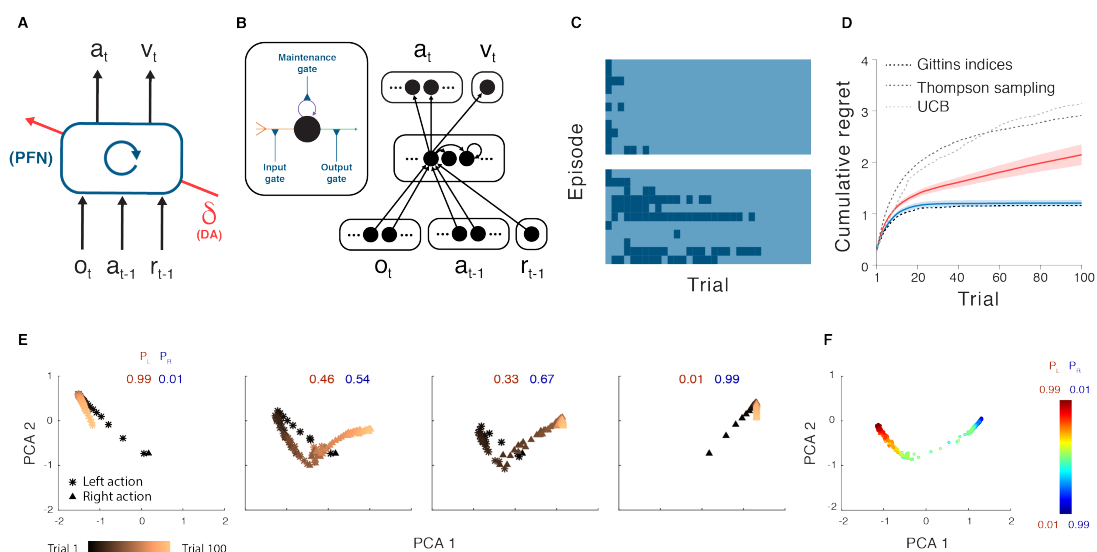 A
a_t v_t
(PFN)
δ
(DA)
o_t a_t-1 r_t-1
B
Maintenance
gate
Input
gate
Output
gate
a_t v_t
... ...
... ...
... ... ... ...
o_t a_t-1 r_t-1
C
Episode
Trial
D
Cumulative regret
4
3
2
1
0
Gittins indices
Thompson sampling
UCB
1 20 40 60 80 100
Trial
E
P_L P_R
0.99 0.01
0.46 0.54
0.33 0.67
0.01 0.99
PCA 2
1
0
-1
-2
Left action
Right action
-2 -1 0 1 2
Trial 1 Trial 100
PCA 1
F
P_L P_R
0.99 0.01
0.01 0.99
PCA 2
1
0
-1
-2
-2 -1 0 1 2
PCA 1